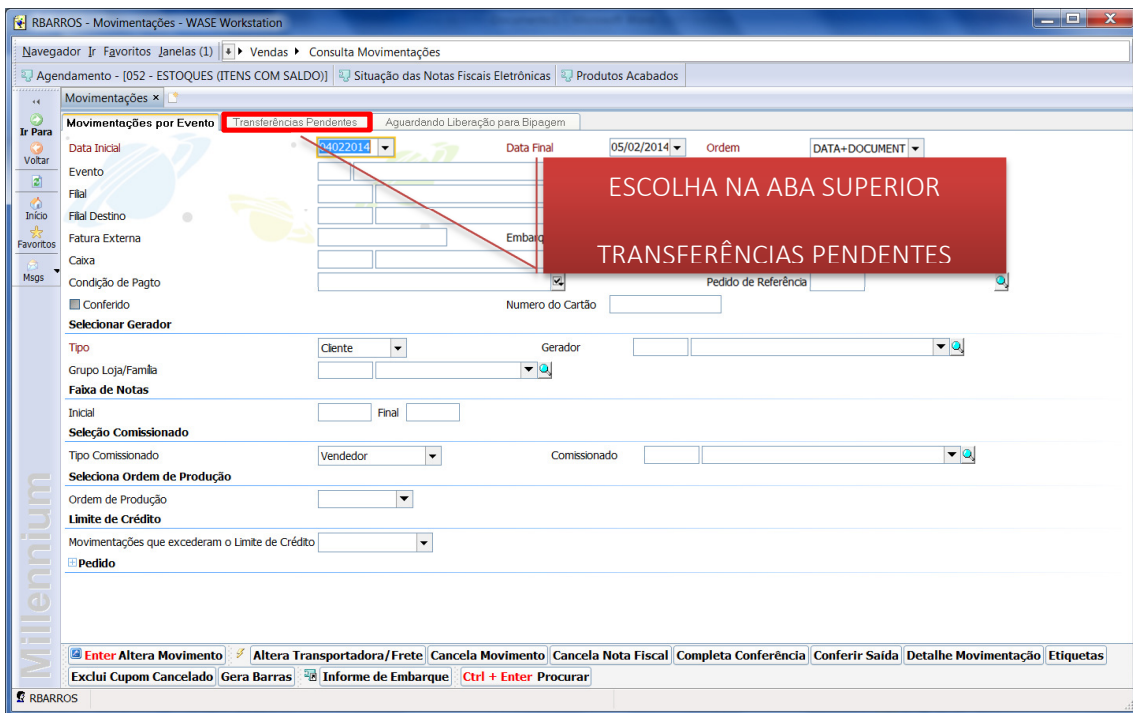 RBARROS - Movimentações - WASE Workstation
Navegador Ir Favoritos Janelas (1) Vendas Consulta Movimentações
Agendamento - [052 - ESTOQUES (ITENS COM SALDO)] Situação das Notas Fiscais Eletrônicas Produtos Acabados
Movimentações
Ir Para
Voltar
Início
Favoritos
Msgs
Movimentações por Evento Transferências Pendentes Aguardando Liberação para Bipagem
Data Inicial 04022014 Data Final 05/02/2014 Ordem DATA+DOCUMENT
Evento
ESCOLHA NA ABA SUPERIOR
TRANSFERÊNCIAS PENDENTES
Filial
Filial Destino
Fatura Externa
Caixa
Condição de Pagto Pedido de Referência
Conferido Numero do Cartão
Selecionar Gerador
Tipo Cliente Gerador
Grupo Loja/Família
Faixa de Notas
Inicial Final
Seleção Comissionado
Tipo Comissionado Vendedor Comissionado
Seleciona Ordem de Produção
Ordem de Produção
Limite de Crédito
Movimentações que excederam o Limite de Crédito
Pedido
Millennium
Enter Altera Movimento Altera Transportadora/Frete Cancela Movimento Cancela Nota Fiscal Completa Conferência Conferir Saída Detalhe Movimentação Etiquetas
Exclui Cupom Cancelado Gera Barras Informe de Embarque Ctrl + Enter Procurar
RBARROS